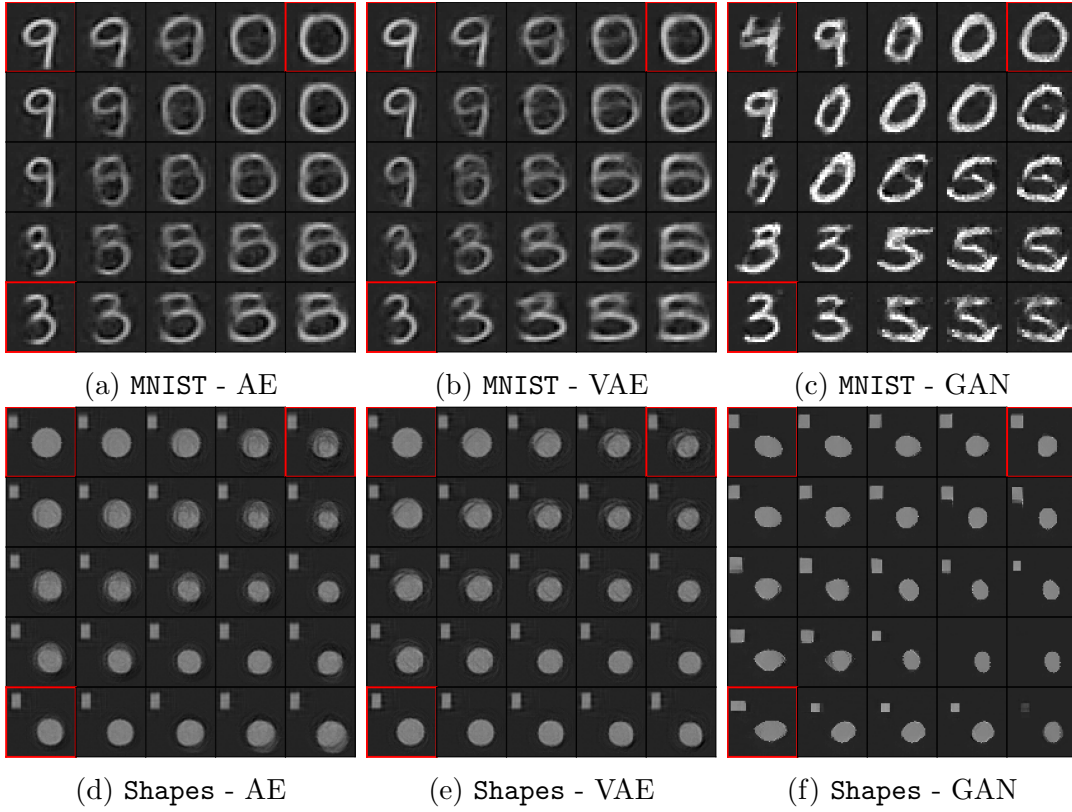 (a) MNIST - AE
(b) MNIST - VAE
(c) MNIST - GAN
(d) Shapes - AE
(e) Shapes - VAE
(f) Shapes - GAN